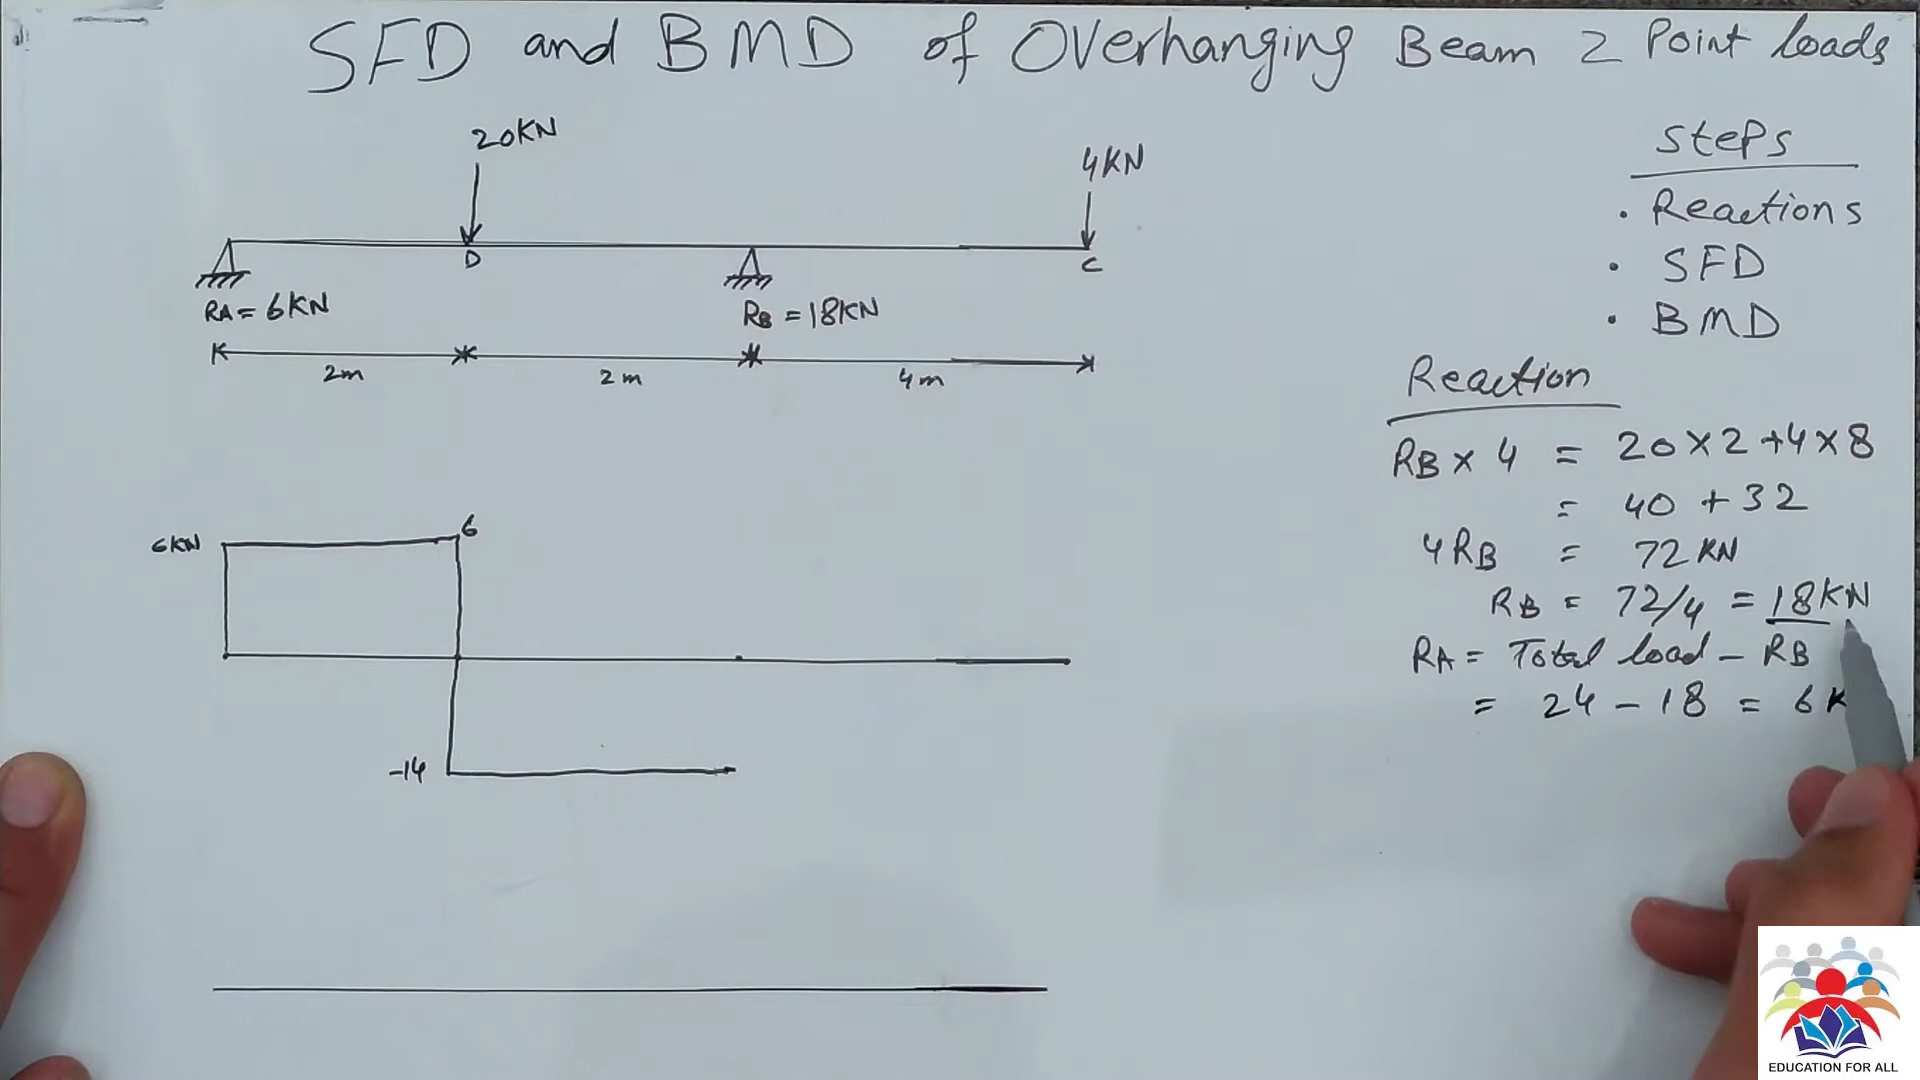 SFD and BMD of Overhanging Beam 2 Point loads
20KN
4KN
D
C
RA = 6KN
RB = 18KN
2m
2m
4m
Steps
. Reactions
. SFD
. BMD
Reaction
RB x 4 = 20 x 2 + 4 x 8
= 40 + 32
4RB = 72 KN
RB = 72/4 = 18KN
RA = Total load - RB
= 24 - 18 = 6K
6KN
6
-14
EDUCATION FOR ALL